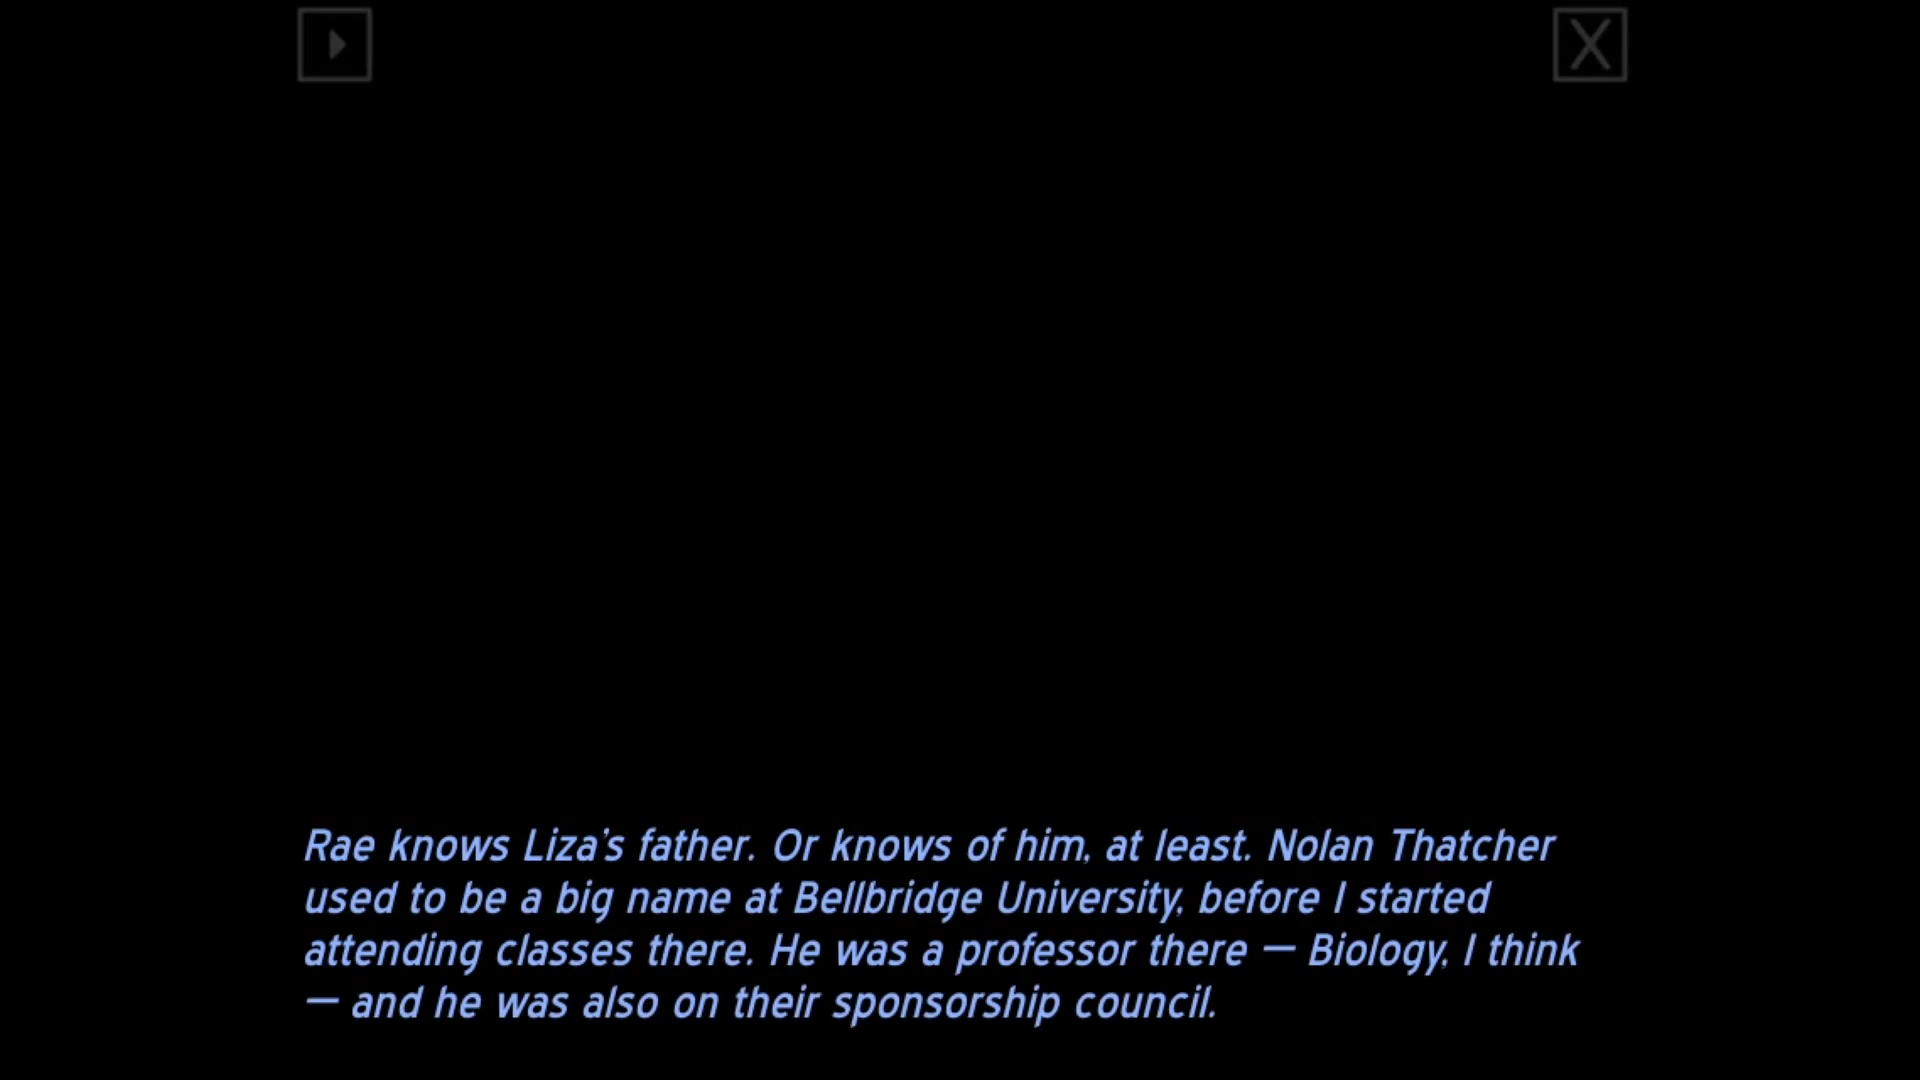 X
Rae knows Liza's father. Or knows of him, at least. Nolan Thatcher
used to be a big name at Bellbridge University, before I started
attending classes there. He was a professor there — Biology, I think
— and he was also on their sponsorship council.